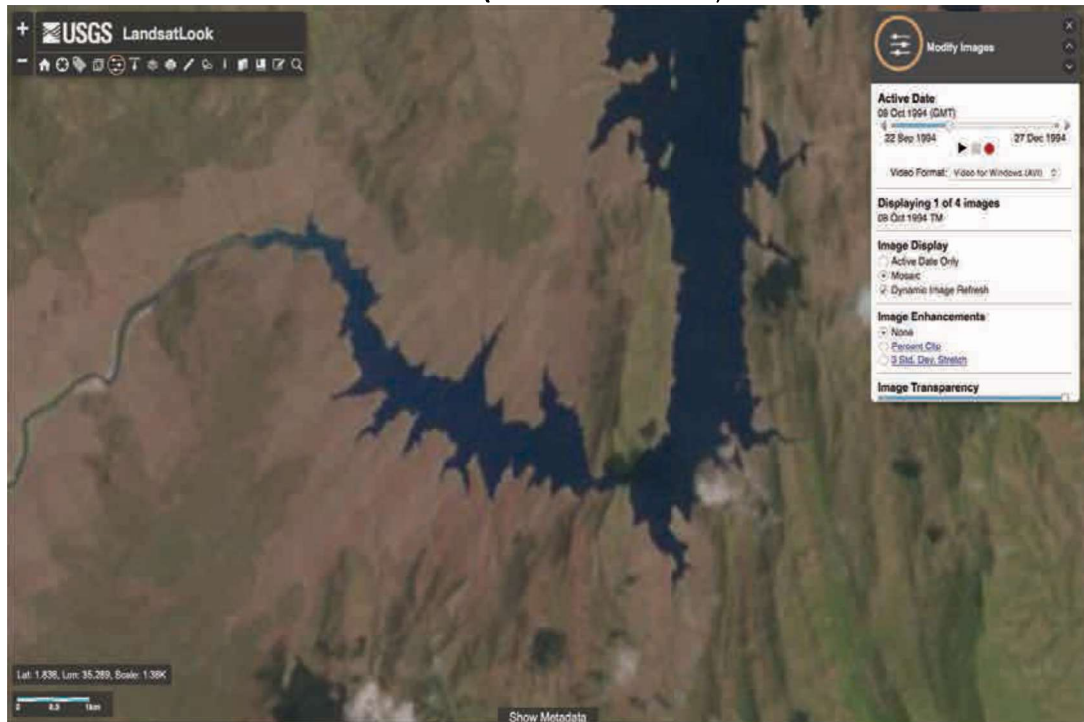 USGS LandsatLook
Modify Images
Active Date
08 Oct 1994 (GMT)
22 Sep 1994 27 Dec 1994
Video Format: Video for Windows (AVI)
Displaying 1 of 4 images
08 Oct 1994 TM
Image Display
Active Date Only
Mosaic
Dynamic Image Refresh
Image Enhancements
None
Percent Clip
3 Std. Dev. Stretch
Image Transparency
Lat: 1.836, Lon: 35.289, Scale: 1:36K
0 0.5 1km
Show Metadata